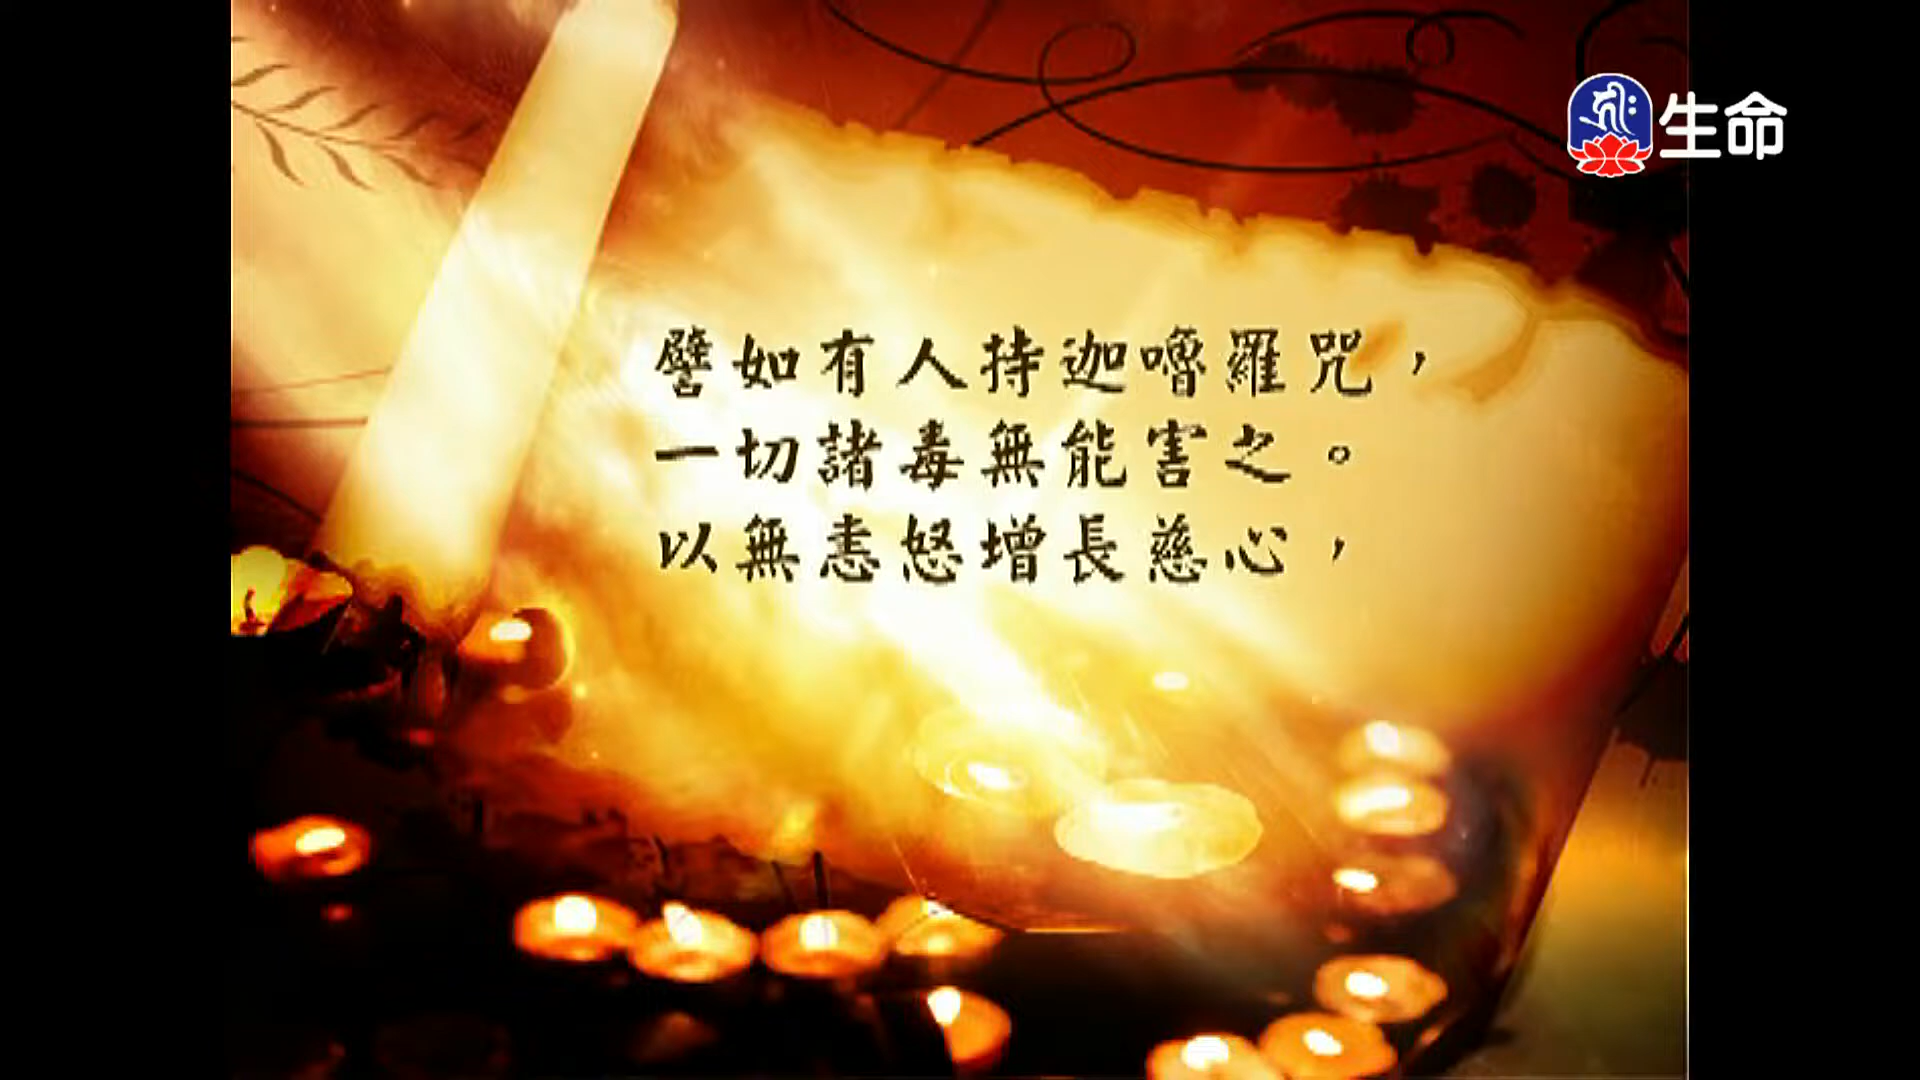 生命
譬如有人持迦嚕羅咒，
一切諸毒無能害之。
以無恚怒增長慈心，